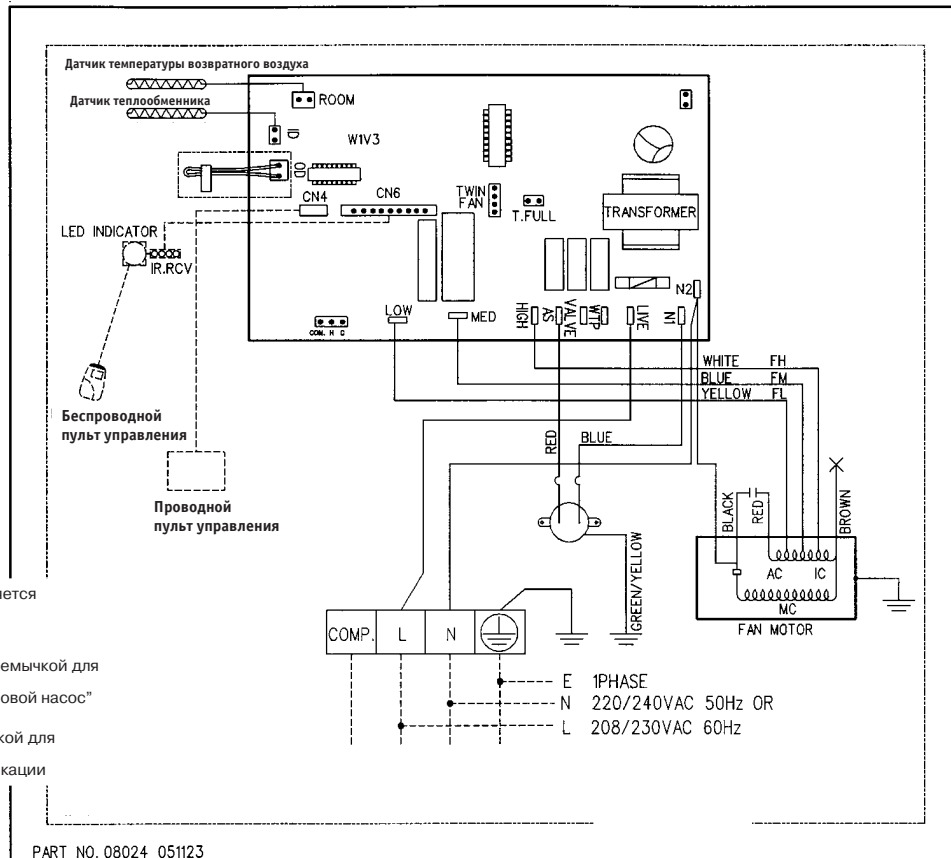 Датчик температуры возвратного воздуха
ROOM
Датчик теплообменника
ID
W1V3
CN4
CN6
TWIN
FAN
T.FULL
TRANSFORMER
LED INDICATOR
IR.RCV
N2
LOW
MED
HIGH
AS
VALVE
WTP
LIVE
N1
COM. H C
WHITE FH
BLUE FM
YELLOW FL
Беспроводной
пульт управления
RED
BLUE
Проводной
пульт управления
BLACK
RED
BROWN
GREEN/YELLOW
AC
IC
MC
FAN MOTOR
COMP.
L
N
ется
емычкой для
овой насос"
кой для
кации
E 1PHASE
N 220/240VAC 50Hz OR
L 208/230VAC 60Hz
PART NO. 08024 051123